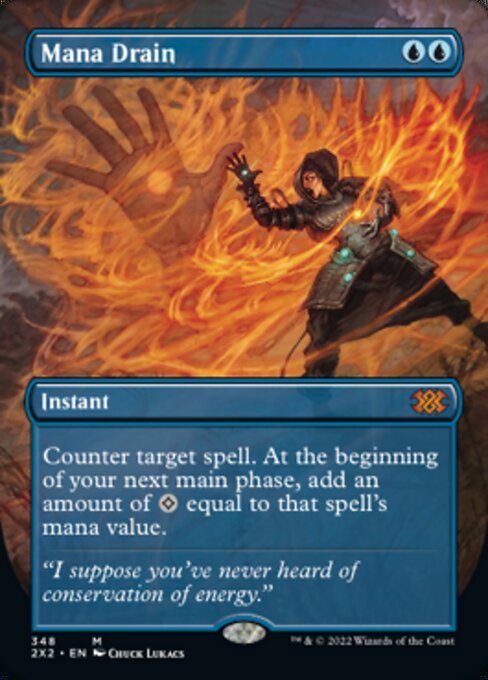 Mana Drain
Instant
Counter target spell. At the beginning
of your next main phase, add an
amount of equal to that spell's
mana value.
“I suppose you've never heard of
conservation of energy.”
348 M
2X2 • EN Chuck Lukacs
™ & © 2022 Wizards of the Coast